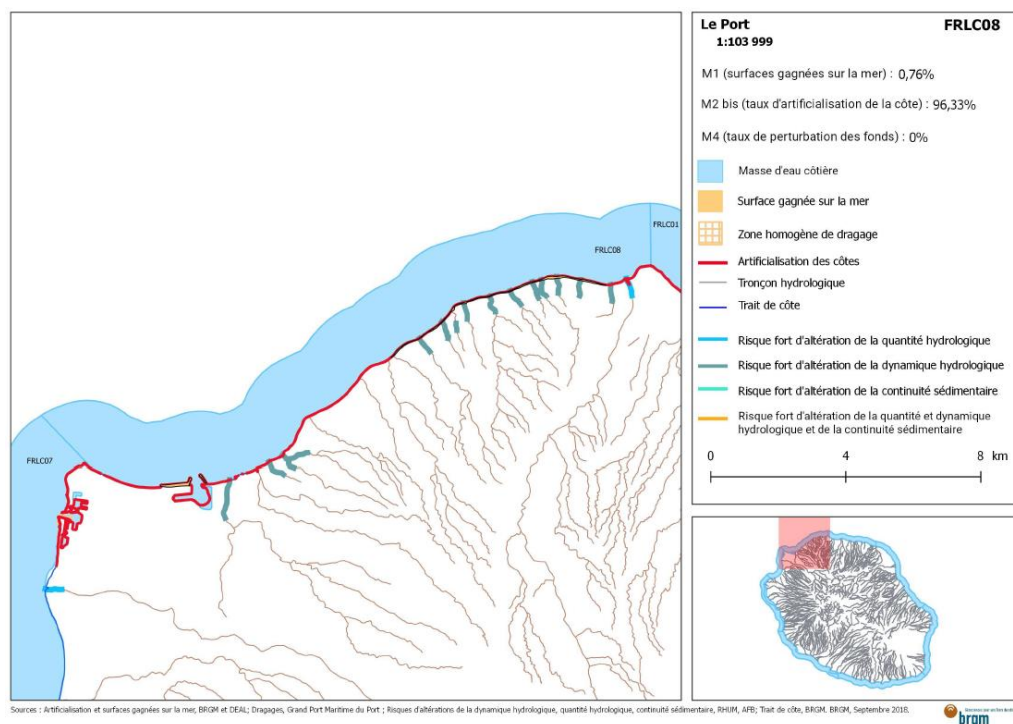 Le Port
FRLC08
1:103 999
M1 (surfaces gagnées sur la mer) : 0,76%
M2 bis (taux d'artificialisation de la côte) : 96,33%
M4 (taux de perturbation des fonds) : 0%
Masse d'eau côtière
Surface gagnée sur la mer
Zone homogène de dragage
Artificialisation des côtes
Tronçon hydrologique
Trait de côte
Risque fort d'altération de la quantité hydrologique
Risque fort d'altération de la dynamique hydrologique
Risque fort d'altération de la continuité sédimentaire
Risque fort d'altération de la quantité et dynamique
hydrologique et de la continuité sédimentaire
0 4 8 km
FRLC01
FRLC08
FRLC07
Sources : Artificialisation et surfaces gagnées sur la mer, BRGM et DEAL; Dragages, Grand Port Maritime du Port ; Risques d'altérations de la dynamique hydrologique, quantité hydrologique, continuité sédimentaire, RHUM, AFB; Trait de côte, BRGM. BRGM, Septembre 2018.
brgm